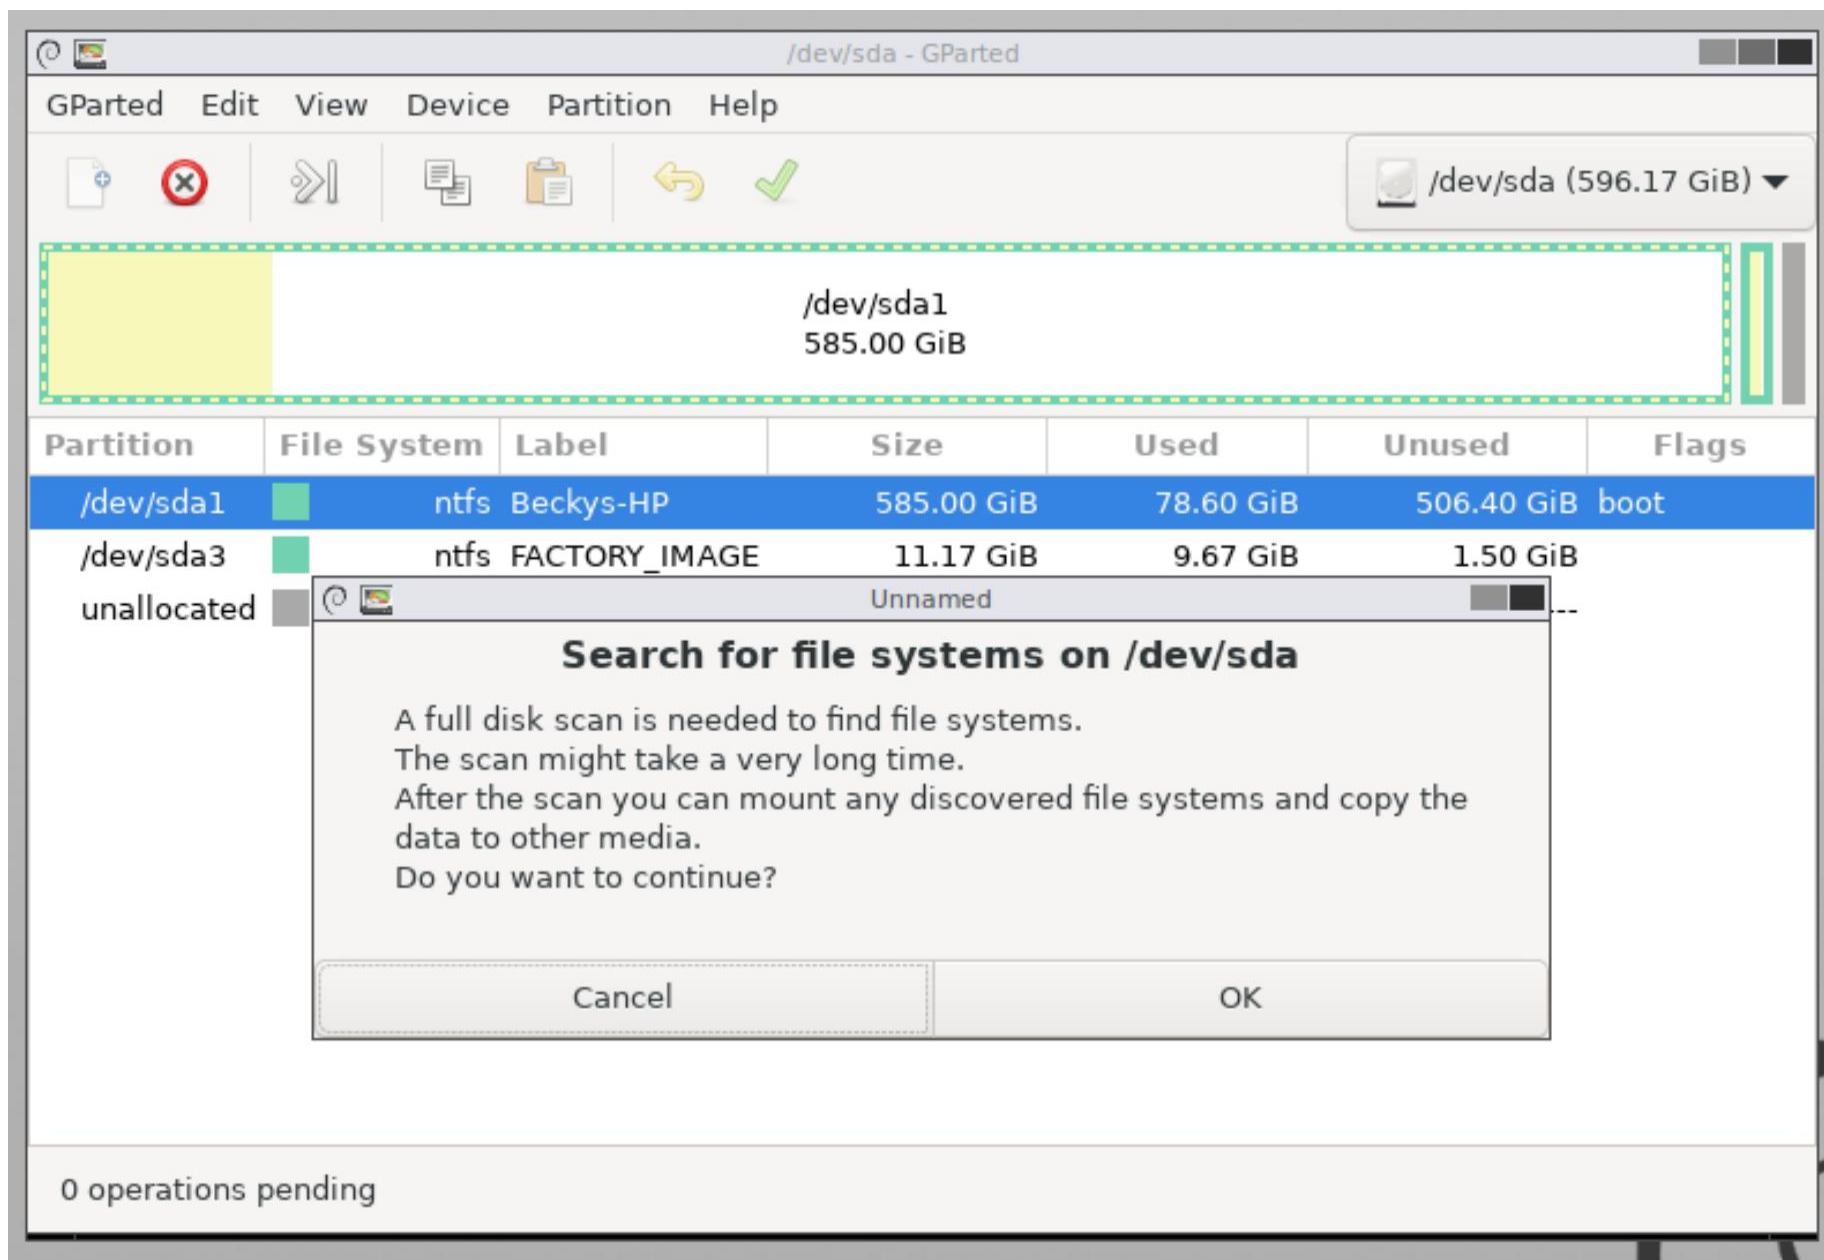 /dev/sda - GParted
GParted Edit View Device Partition Help
/dev/sda (596.17 GiB)
/dev/sda1
585.00 GiB
Partition File System Label Size Used Unused Flags
/dev/sda1 ntfs Beckys-HP 585.00 GiB 78.60 GiB 506.40 GiB boot
/dev/sda3 ntfs FACTORY_IMAGE 11.17 GiB 9.67 GiB 1.50 GiB
unallocated ---
Unnamed
Search for file systems on /dev/sda
A full disk scan is needed to find file systems.
The scan might take a very long time.
After the scan you can mount any discovered file systems and copy the
data to other media.
Do you want to continue?
Cancel OK
0 operations pending